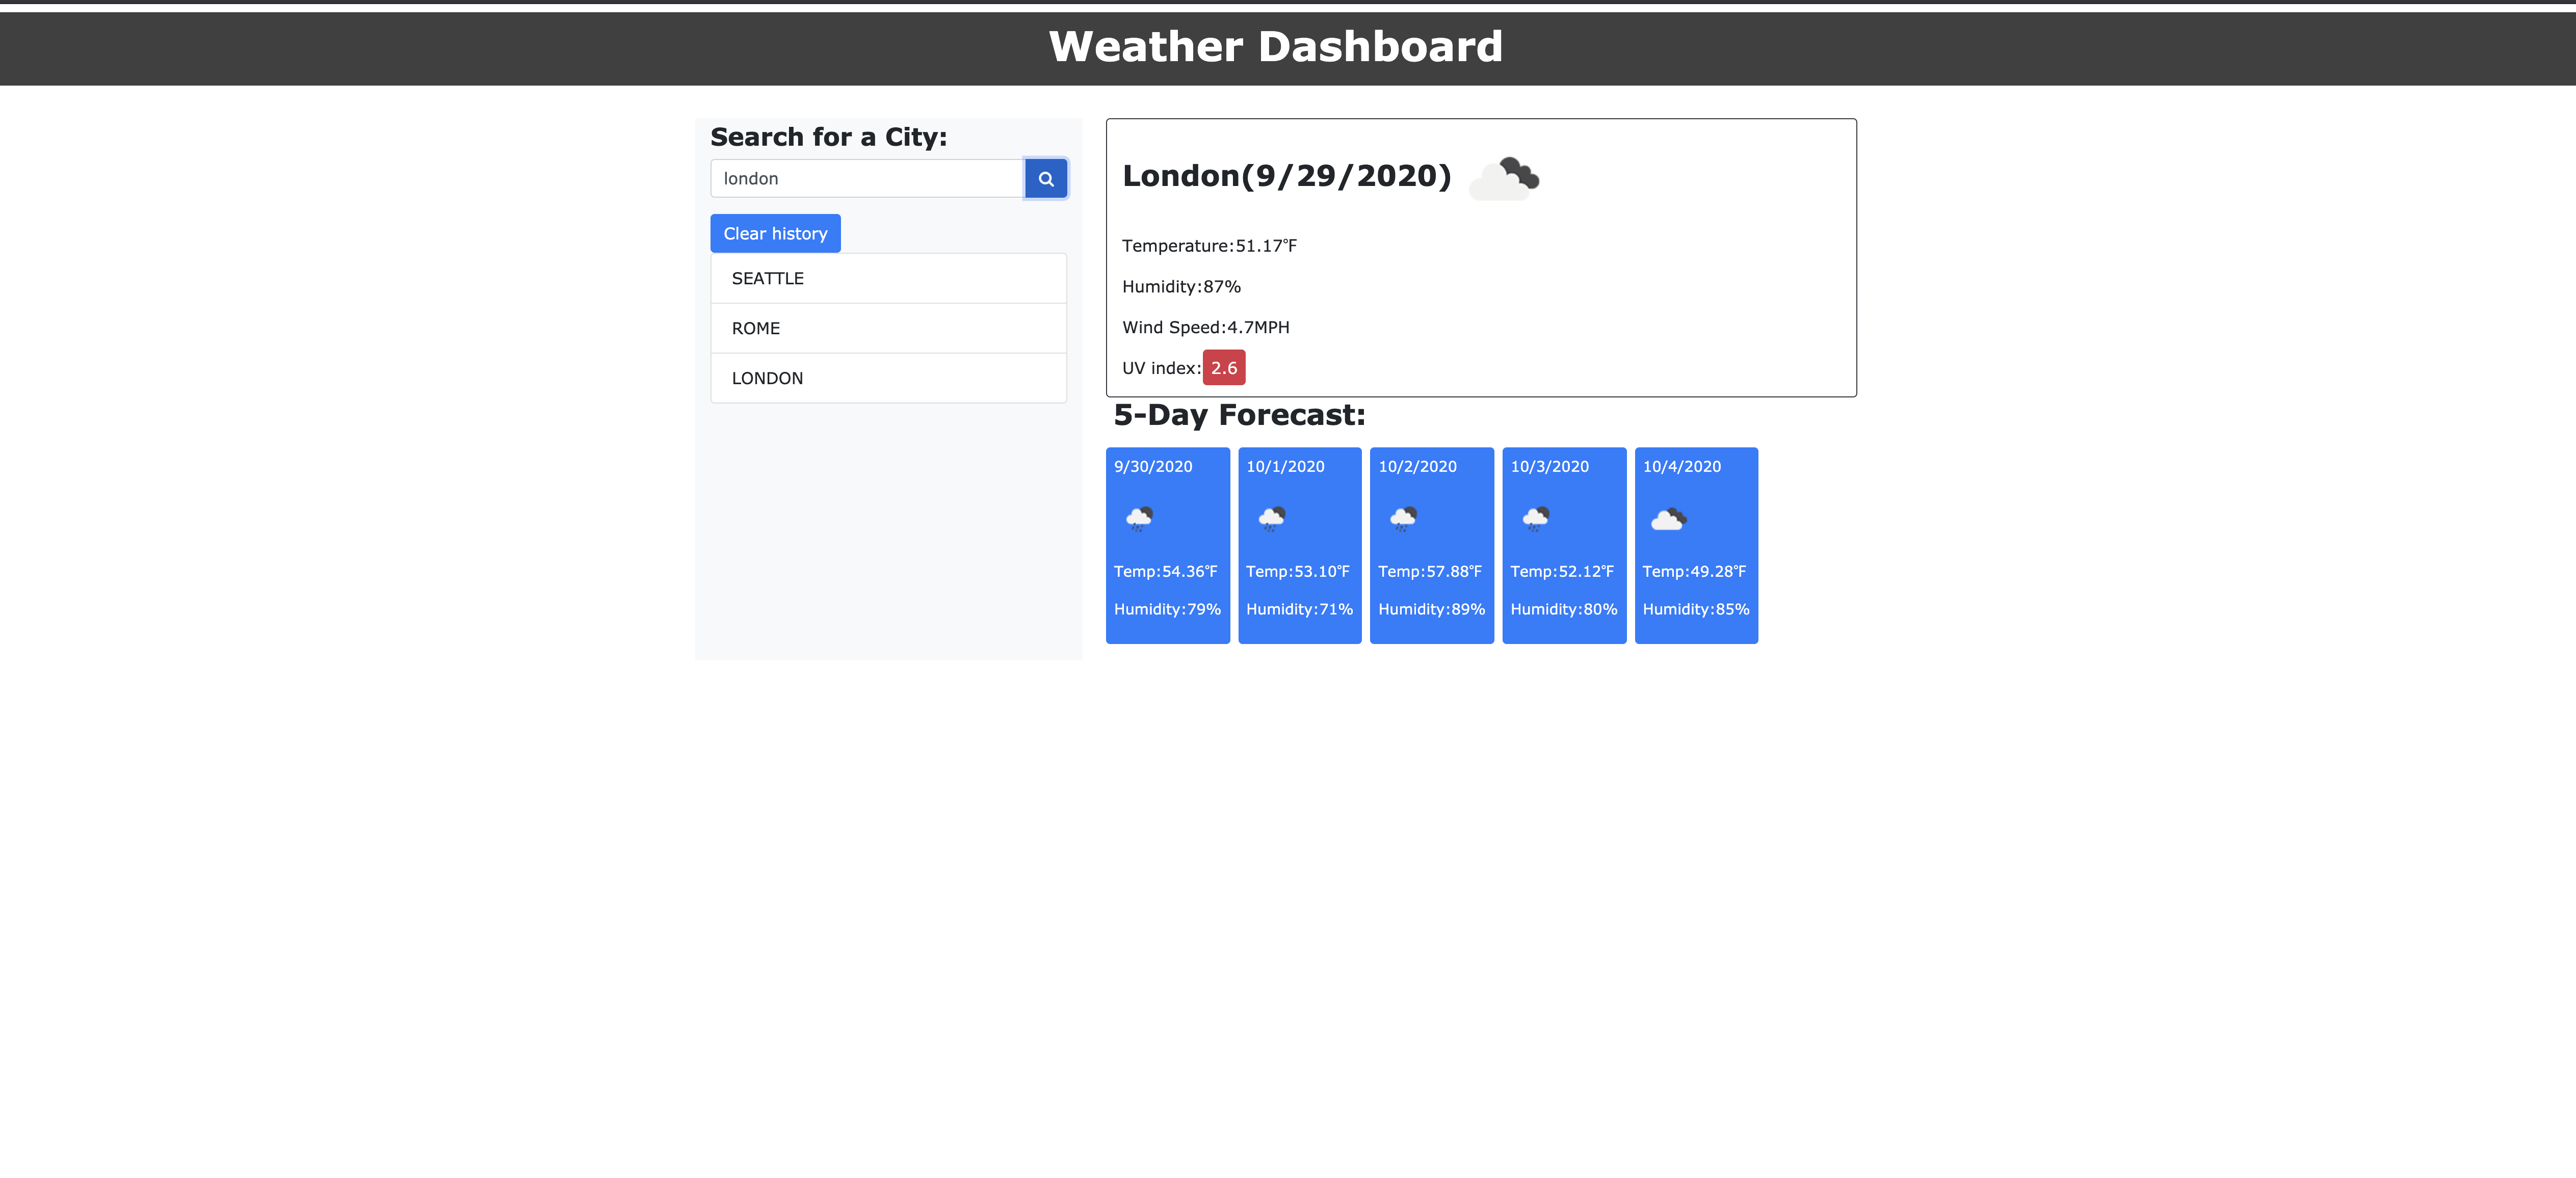 Weather Dashboard
Search for a City:
london
Clear history
SEATTLE
ROME
LONDON
London(9/29/2020)
Temperature:51.17°F
Humidity:87%
Wind Speed:4.7MPH
UV index:2.6
5-Day Forecast:
9/30/2020
Temp:54.36°F
Humidity:79%
10/1/2020
Temp:53.10°F
Humidity:71%
10/2/2020
Temp:57.88°F
Humidity:89%
10/3/2020
Temp:52.12°F
Humidity:80%
10/4/2020
Temp:49.28°F
Humidity:85%